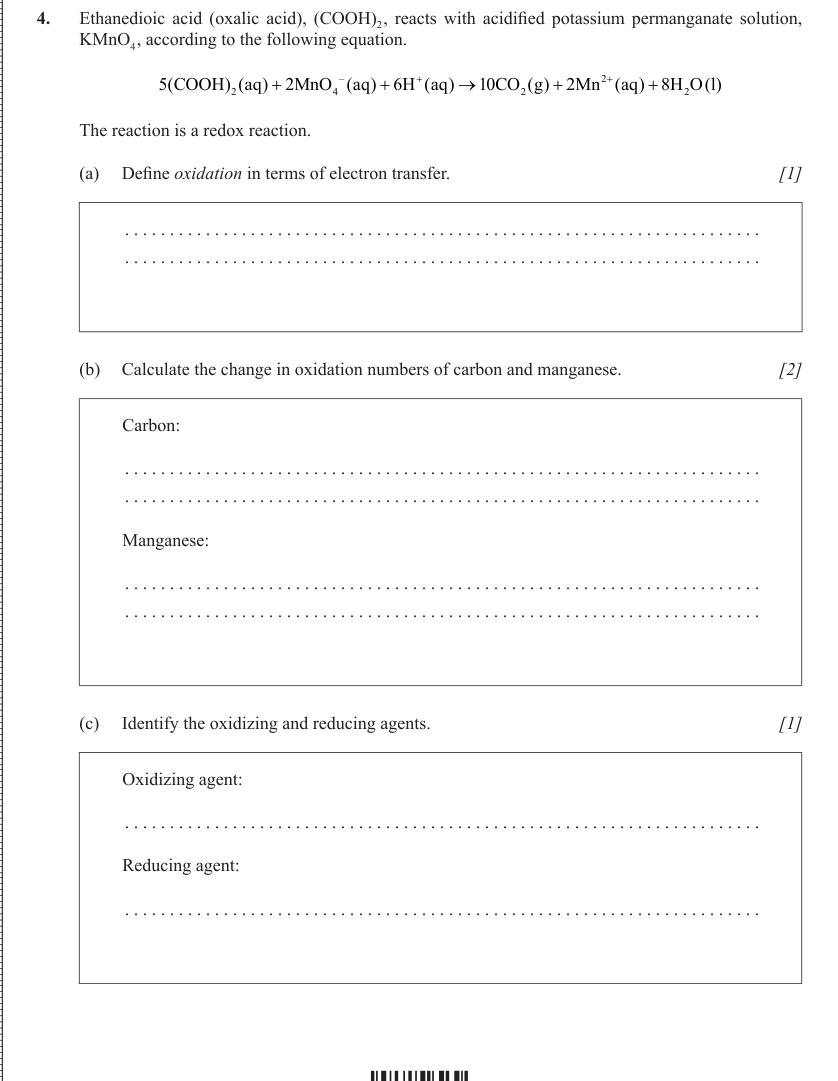 4. Ethanedioic acid (oxalic acid), (COOH)₂, reacts with acidified potassium permanganate solution,
KMnO₄, according to the following equation.
5(COOH)₂(aq) + 2MnO₄⁻(aq) + 6H⁺(aq) → 10CO₂(g) + 2Mn²⁺(aq) + 8H₂O(l)
The reaction is a redox reaction.
(a) Define oxidation in terms of electron transfer. [1]
(b) Calculate the change in oxidation numbers of carbon and manganese. [2]
Carbon:
Manganese:
(c) Identify the oxidizing and reducing agents. [1]
Oxidizing agent:
Reducing agent: